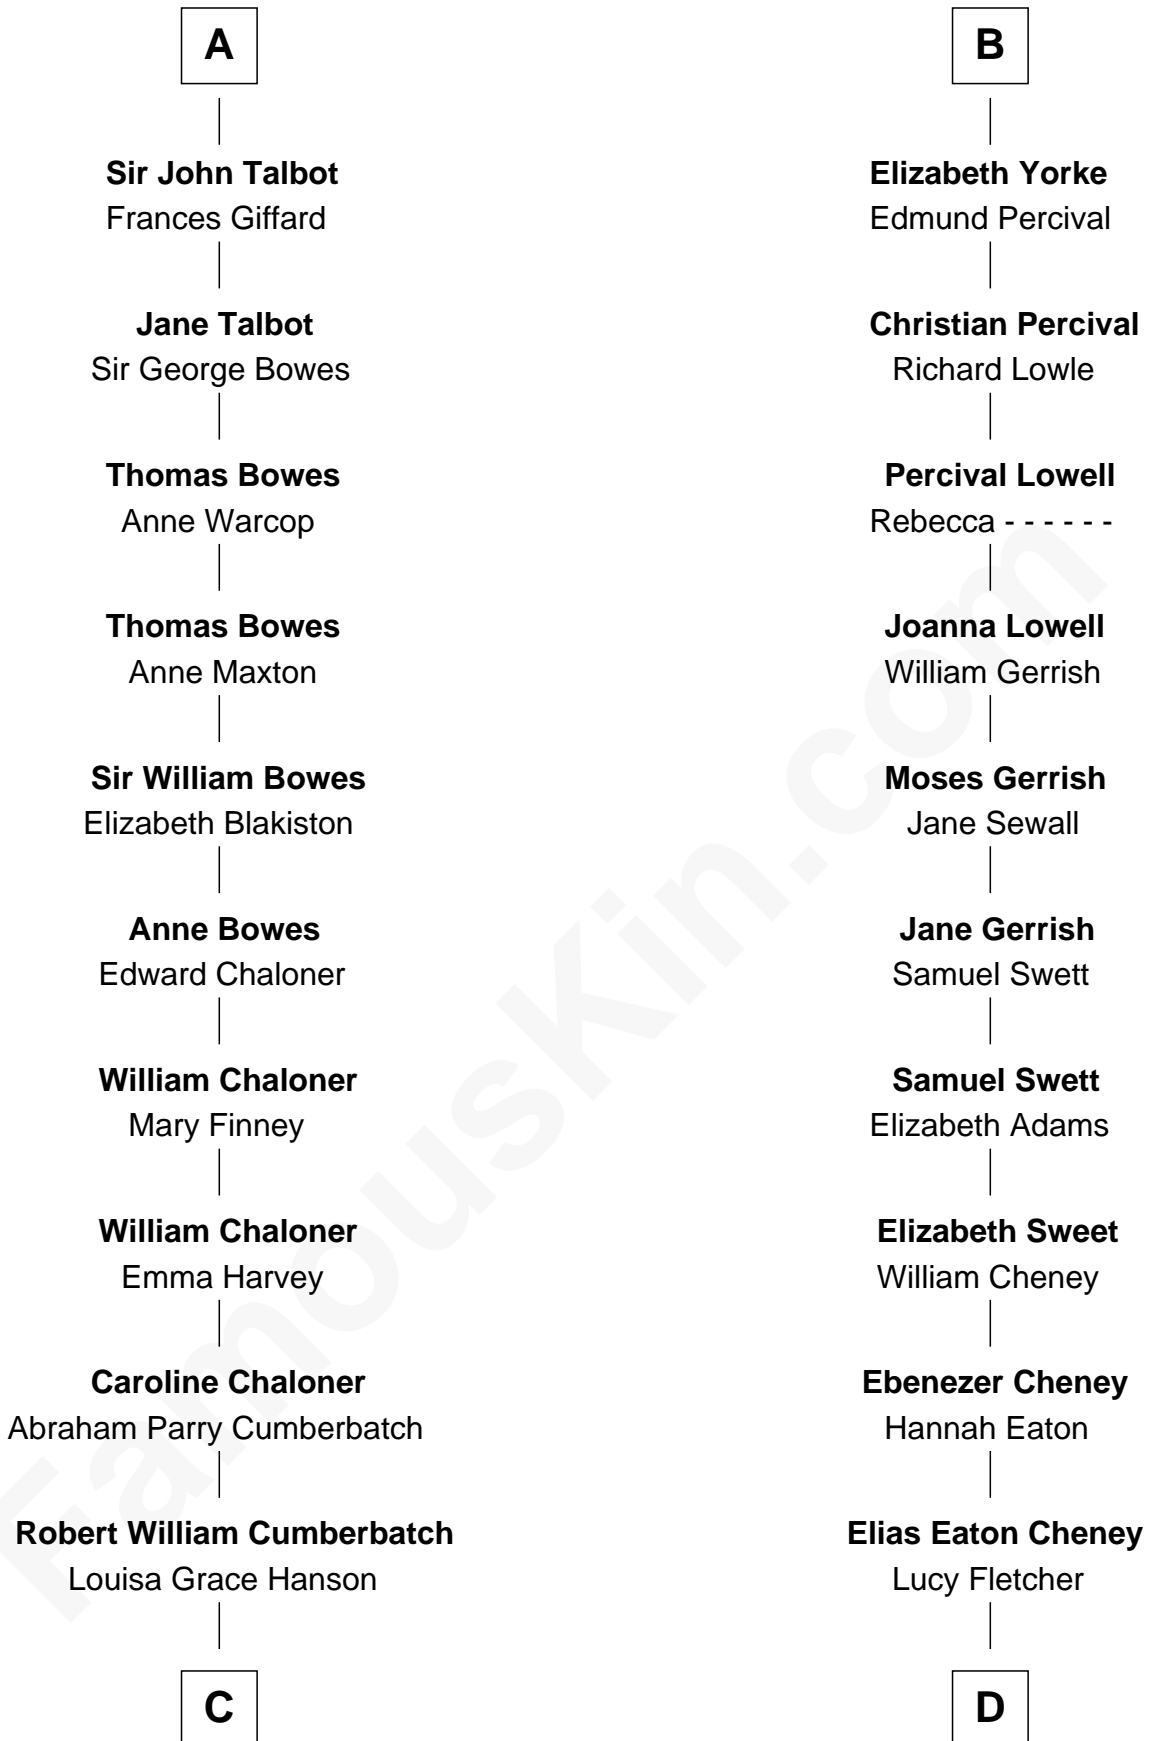 A
Sir John Talbot
Frances Giffard
Jane Talbot
Sir George Bowes
Thomas Bowes
Anne Warcop
Thomas Bowes
Anne Maxton
Sir William Bowes
Elizabeth Blakiston
Anne Bowes
Edward Chaloner
William Chaloner
Mary Finney
William Chaloner
Emma Harvey
Caroline Chaloner
Abraham Parry Cumberbatch
Robert William Cumberbatch
Louisa Grace Hanson
C
B
Elizabeth Yorke
Edmund Percival
Christian Percival
Richard Lowle
Percival Lowell
Rebecca - - - - - -
Joanna Lowell
William Gerrish
Moses Gerrish
Jane Sewall
Jane Gerrish
Samuel Swett
Samuel Swett
Elizabeth Adams
Elizabeth Sweet
William Cheney
Ebenezer Cheney
Hannah Eaton
Elias Eaton Cheney
Lucy Fletcher
D
FamousKin.com